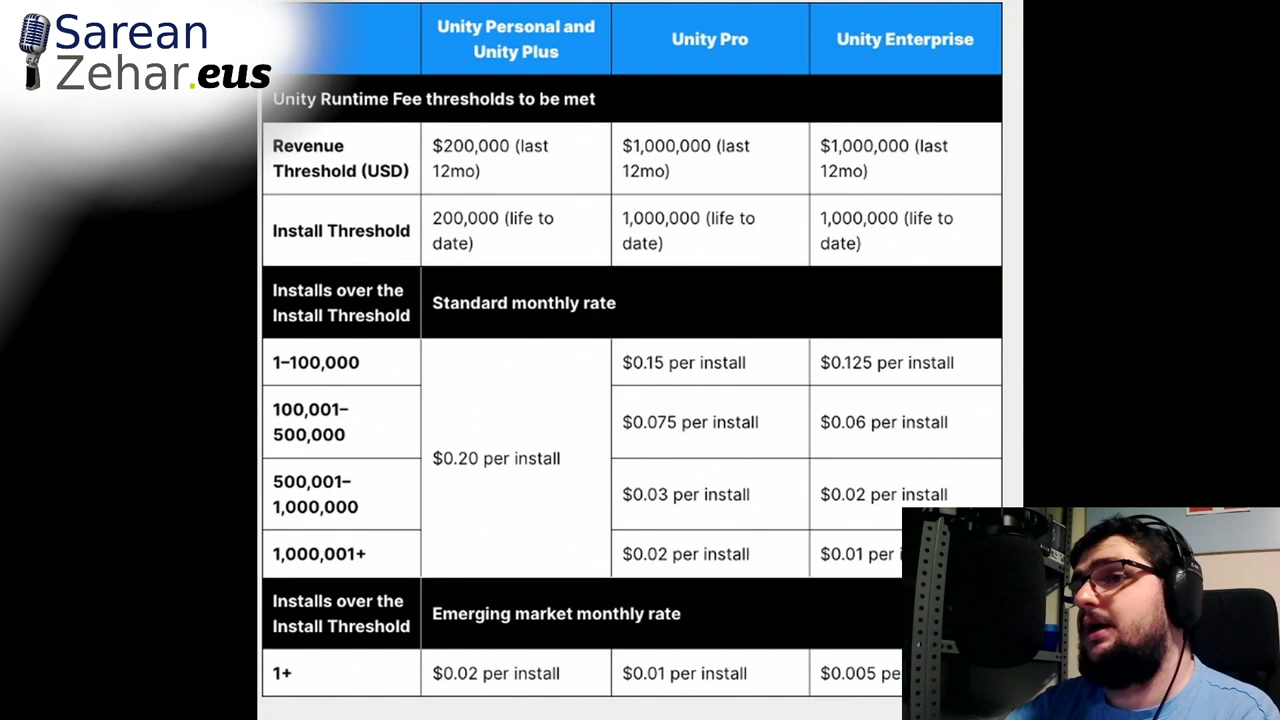 Sarean
Zehar.eus
Unity Personal and
Unity Plus
Unity Pro
Unity Enterprise
Unity Runtime Fee thresholds to be met
Revenue
Threshold (USD)
$200,000 (last
12mo)
$1,000,000 (last
12mo)
$1,000,000 (last
12mo)
Install Threshold
200,000 (life to
date)
1,000,000 (life to
date)
1,000,000 (life to
date)
Installs over the
Install Threshold
Standard monthly rate
1–100,000
$0.20 per install
$0.15 per install
$0.125 per install
100,001–
500,000
$0.075 per install
$0.06 per install
500,001–
1,000,000
$0.03 per install
$0.02 per install
1,000,001+
$0.02 per install
$0.01 per
Installs over the
Install Threshold
Emerging market monthly rate
1+
$0.02 per install
$0.01 per install
$0.005 pe